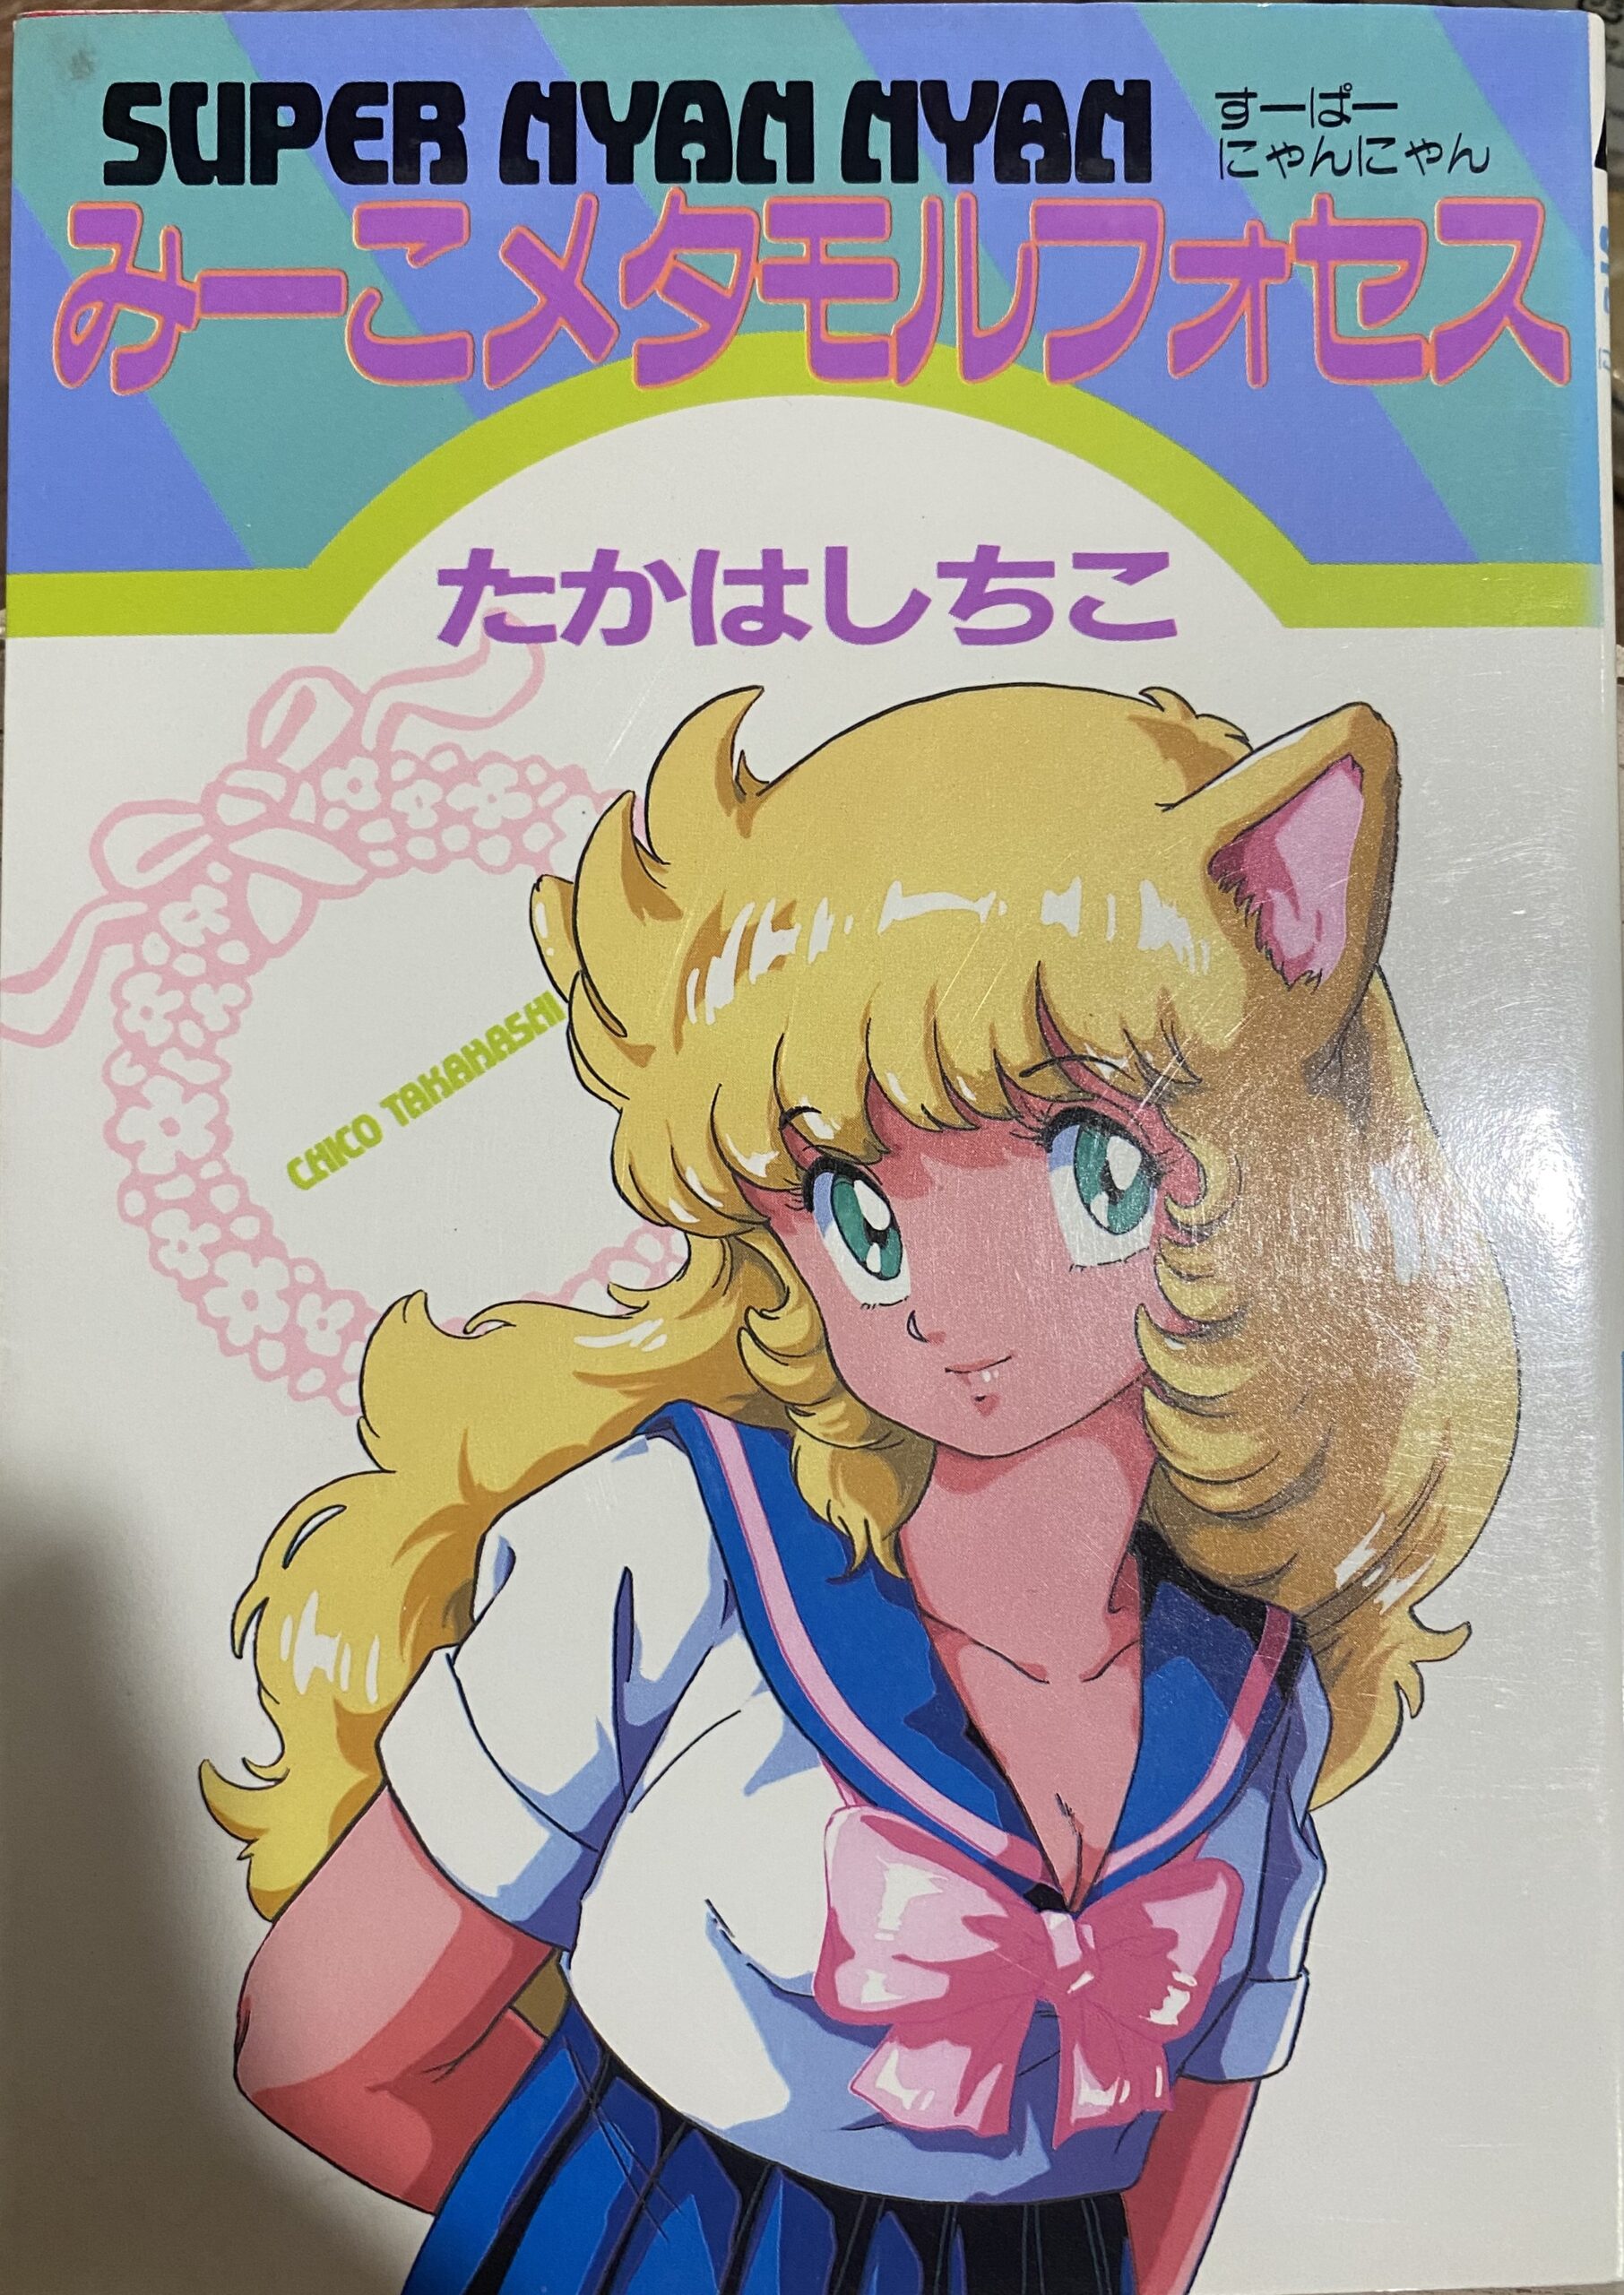 SUPER NYAN NYAN
すーぱー
にゃんにゃん
みーこメタモルフォセス
たかはしちこ
CHICO TAKAHASHI